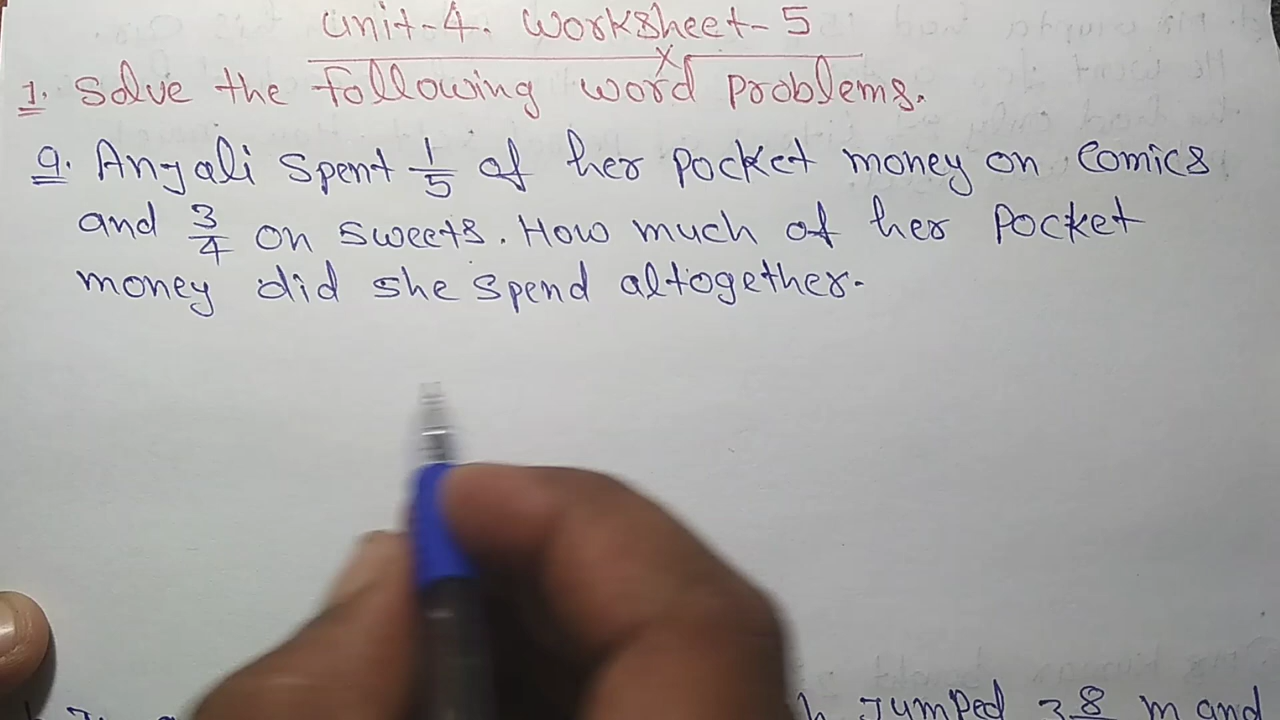 Unit-4. Worksheet-5
1. Solve the following word problems.
a. Anjali spent 1/5 of her pocket money on comics
and 3/4 on sweets. How much of her pocket
money did she spend altogether.
Jumped 3 8 m and